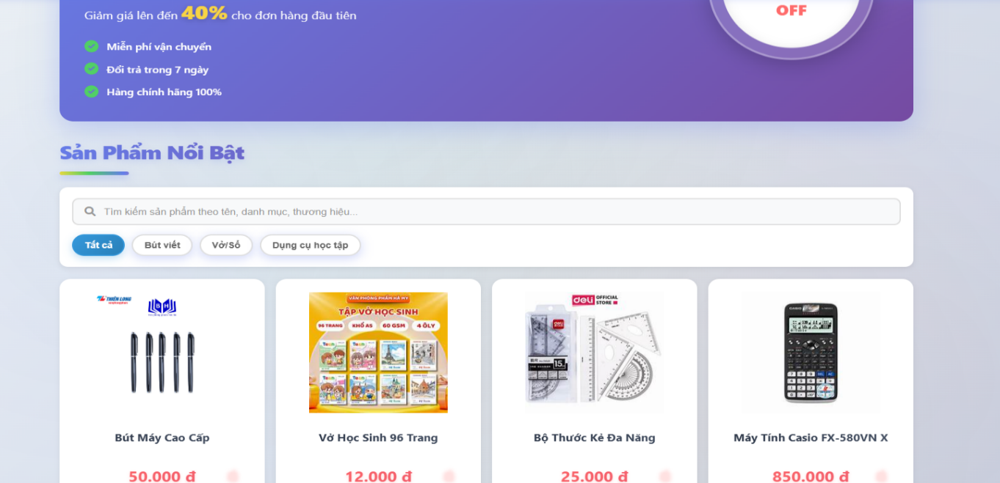 Giảm giá lên đến 40% cho đơn hàng đầu tiên
OFF
Miễn phí vận chuyển
Đổi trả trong 7 ngày
Hàng chính hãng 100%
Sản Phẩm Nổi Bật
Tìm kiếm sản phẩm theo tên, danh mục, thương hiệu...
Tất cả
Bút viết
Vở/Sổ
Dụng cụ học tập
THIÊN LONG
BHJ
VĂN PHÒNG PHẨM HÀ MY
TẬP VỞ HỌC SINH
96 TRANG
KHỔ A5
60 GSM
4 ÔLY
deli OFFICIAL STORE
deli
15
CASIO
Bút Máy Cao Cấp
Vở Học Sinh 96 Trang
Bộ Thước Kẻ Đa Năng
Máy Tính Casio FX-580VN X
50.000 đ
12.000 đ
25.000 đ
850.000 đ